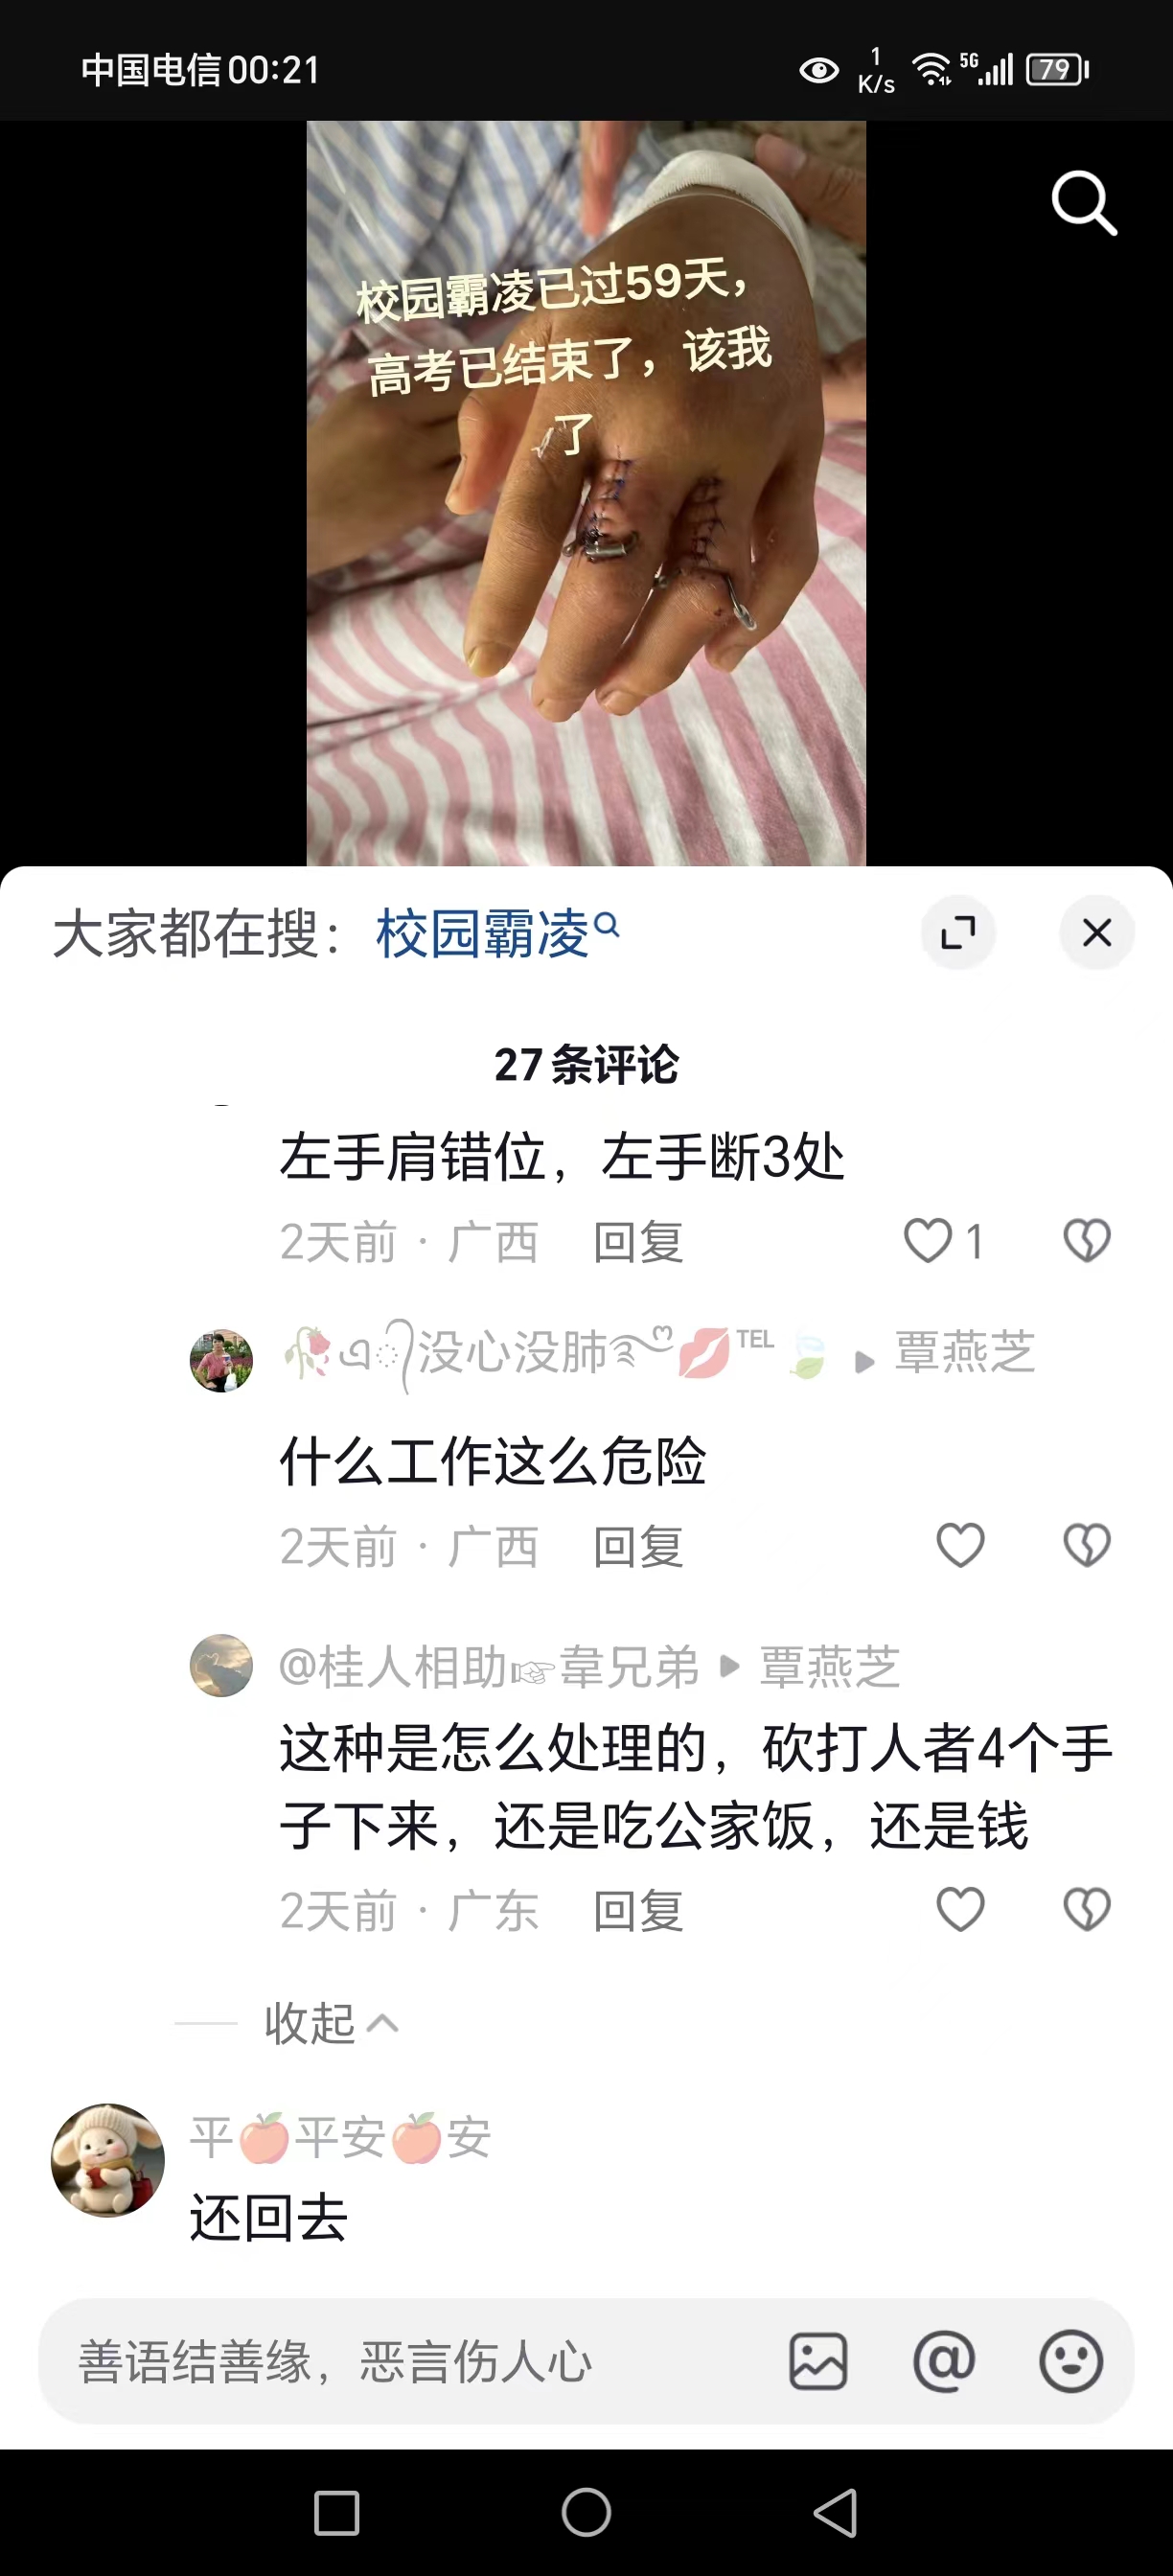 中国电信 00:21
1
K/s
5G
79
校园霸凌已过59天，
高考已结束了，该我
了
大家都在搜：校园霸凌
27 条评论
左手肩错位，左手断3处
2天前 · 广西 回复
1
没心没肺 TEL 覃燕芝
什么工作这么危险
2天前 · 广西 回复
@桂人相助☞韋兄弟 覃燕芝
这种是怎么处理的，砍打人者4个手
子下来，还是吃公家饭，还是钱
2天前 · 广东 回复
收起
平🍎平安🍎安
还回去
善语结善缘，恶言伤人心